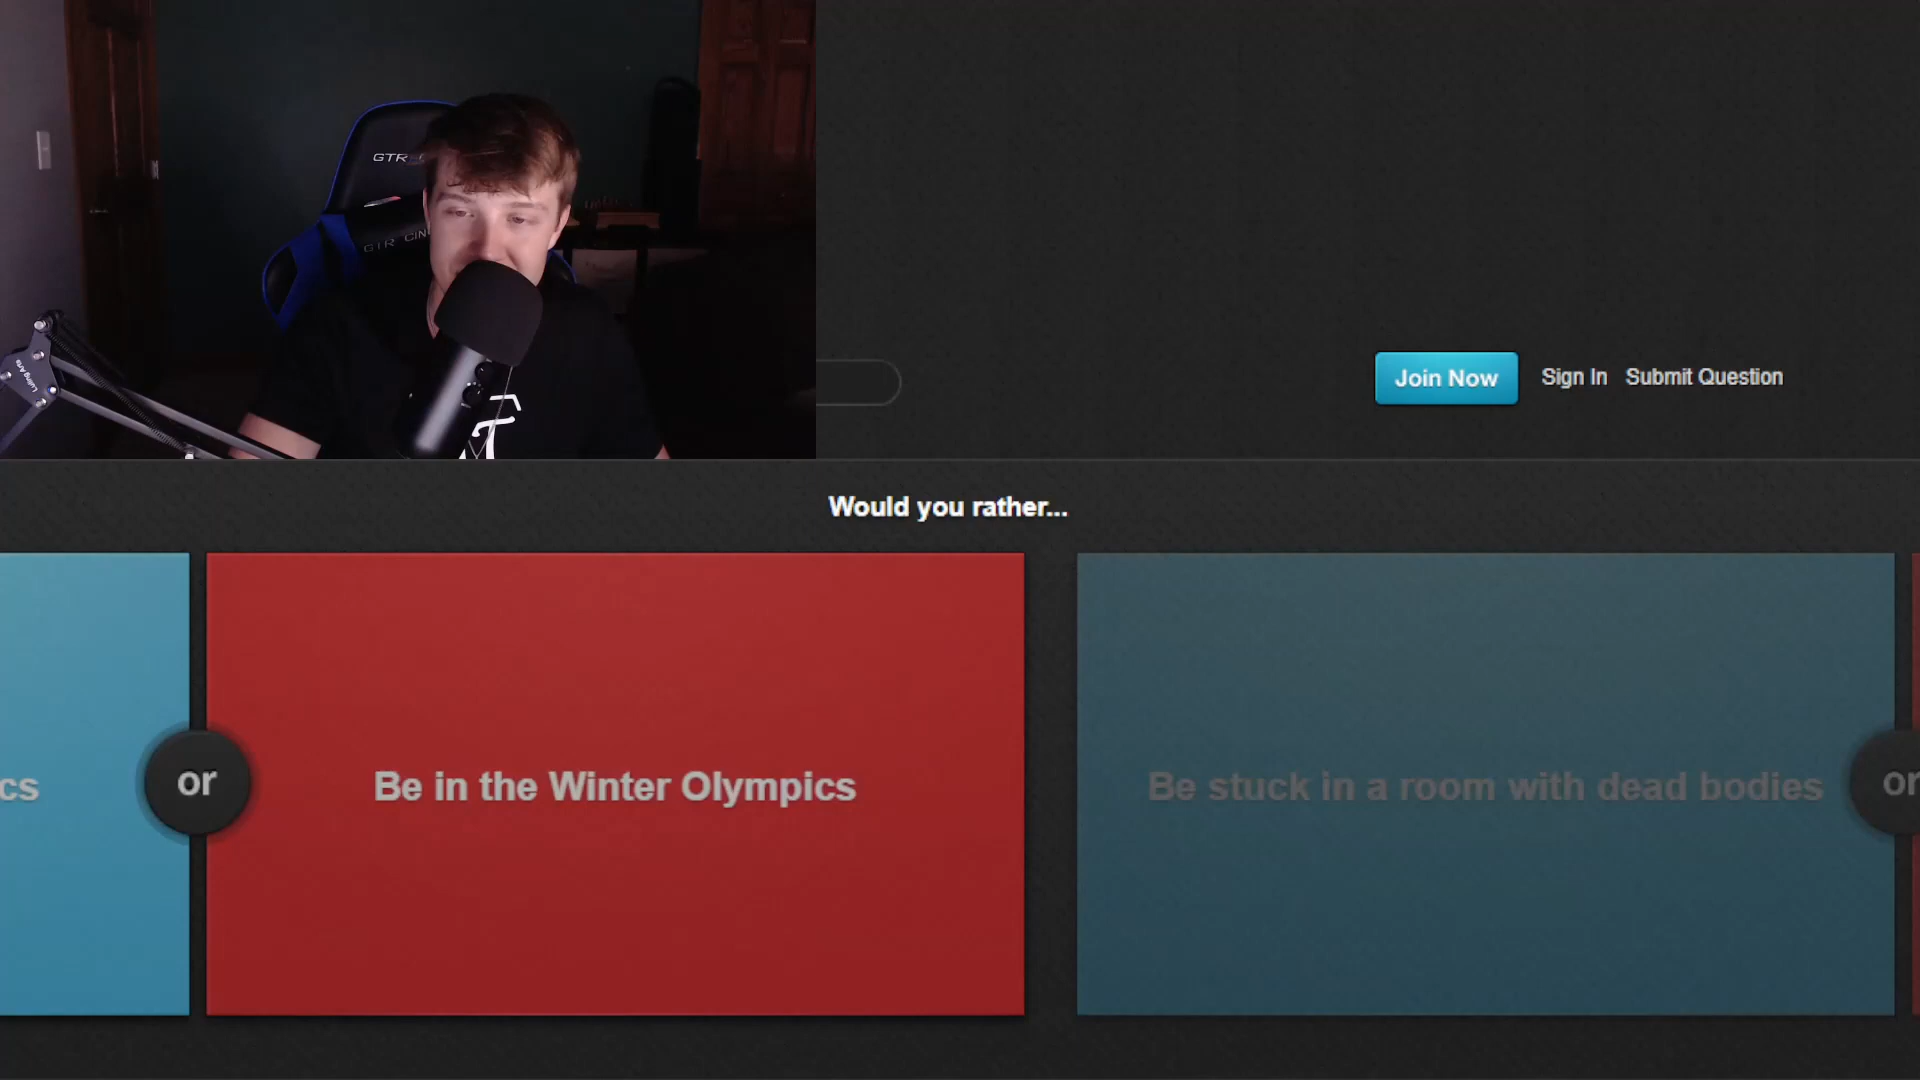 GTR
GTR
Join Now
Sign In
Submit Question
Would you rather...
cs
or
Be in the Winter Olympics
Be stuck in a room with dead bodies
or